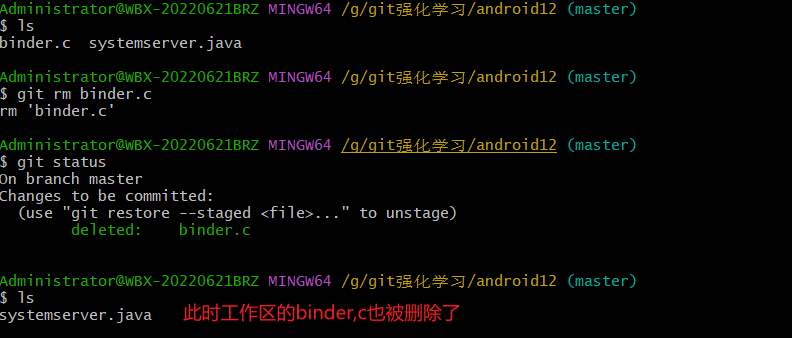 Administrator@WBX-20220621BRZ MINGW64 /g/git强化学习/android12 (master)
$ ls
binder.c  systemserver.java
Administrator@WBX-20220621BRZ MINGW64 /g/git强化学习/android12 (master)
$ git rm binder.c
rm 'binder.c'
Administrator@WBX-20220621BRZ MINGW64 /g/git强化学习/android12 (master)
$ git status
On branch master
Changes to be committed:
  (use "git restore --staged <file>..." to unstage)
        deleted:    binder.c
Administrator@WBX-20220621BRZ MINGW64 /g/git强化学习/android12 (master)
$ ls
systemserver.java 此时工作区的binder,c也被删除了